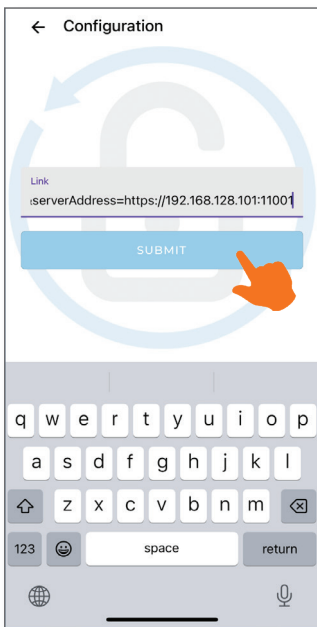 ← Configuration
Link
serverAddress=https://192.168.128.101:11001
SUBMIT
q w e r t y u i o p
a s d f g h j k l
z x c v b n m
123 space return